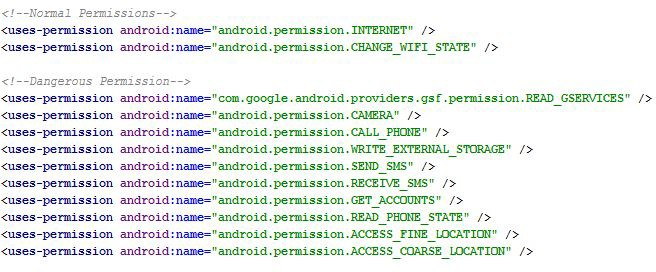 <!--Normal Permissions-->
<uses-permission android:name="android.permission.INTERNET" />
<uses-permission android:name="android.permission.CHANGE_WIFI_STATE" />
<!--Dangerous Permission-->
<uses-permission android:name="com.google.android.providers.gsf.permission.READ_GSERVICES" />
<uses-permission android:name="android.permission.CAMERA" />
<uses-permission android:name="android.permission.CALL_PHONE" />
<uses-permission android:name="android.permission.WRITE_EXTERNAL_STORAGE" />
<uses-permission android:name="android.permission.SEND_SMS" />
<uses-permission android:name="android.permission.RECEIVE_SMS" />
<uses-permission android:name="android.permission.GET_ACCOUNTS" />
<uses-permission android:name="android.permission.READ_PHONE_STATE" />
<uses-permission android:name="android.permission.ACCESS_FINE_LOCATION" />
<uses-permission android:name="android.permission.ACCESS_COARSE_LOCATION" />